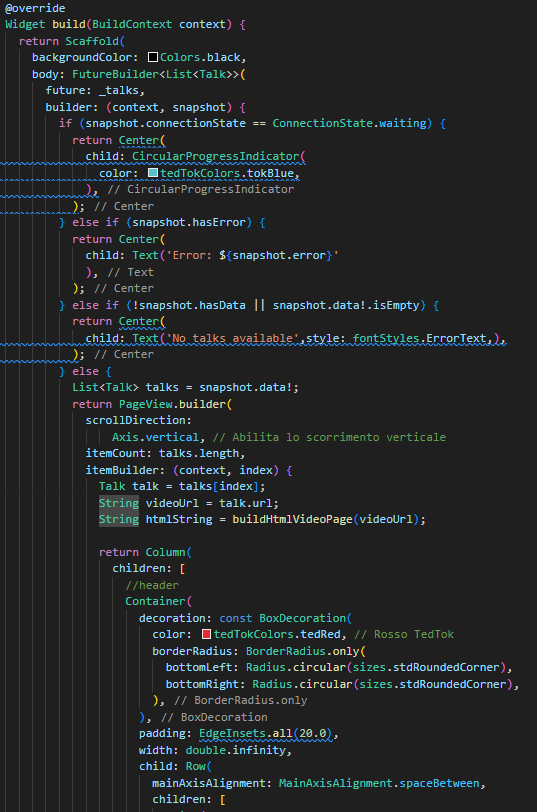 @override
Widget build(BuildContext context) {
  return Scaffold(
    backgroundColor: Colors.black,
    body: FutureBuilder<List<Talk>>(
      future: _talks,
      builder: (context, snapshot) {
        if (snapshot.connectionState == ConnectionState.waiting) {
          return Center(
            child: CircularProgressIndicator(
              color: tedTokColors.tokBlue,
            ), // CircularProgressIndicator
          ); // Center
        } else if (snapshot.hasError) {
          return Center(
            child: Text('Error: ${snapshot.error}'
            ), // Text
          ); // Center
        } else if (!snapshot.hasData || snapshot.data!.isEmpty) {
          return Center(
            child: Text('No talks available',style: fontStyles.ErrorText,),
          ); // Center
        } else {
          List<Talk> talks = snapshot.data!;
          return PageView.builder(
            scrollDirection:
                Axis.vertical, // Abilita lo scorrimento verticale
            itemCount: talks.length,
            itemBuilder: (context, index) {
              Talk talk = talks[index];
              String videoUrl = talk.url;
              String htmlString = buildHtmlVideoPage(videoUrl);

              return Column(
                children: [
                  //header
                  Container(
                    decoration: const BoxDecoration(
                      color: tedTokColors.tedRed, // Rosso TedTok
                      borderRadius: BorderRadius.only(
                        bottomLeft: Radius.circular(sizes.stdRoundedCorner),
                        bottomRight: Radius.circular(sizes.stdRoundedCorner),
                      ), // BorderRadius.only
                    ), // BoxDecoration
                    padding: EdgeInsets.all(20.0),
                    width: double.infinity,
                    child: Row(
                      mainAxisAlignment: MainAxisAlignment.spaceBetween,
                      children: [